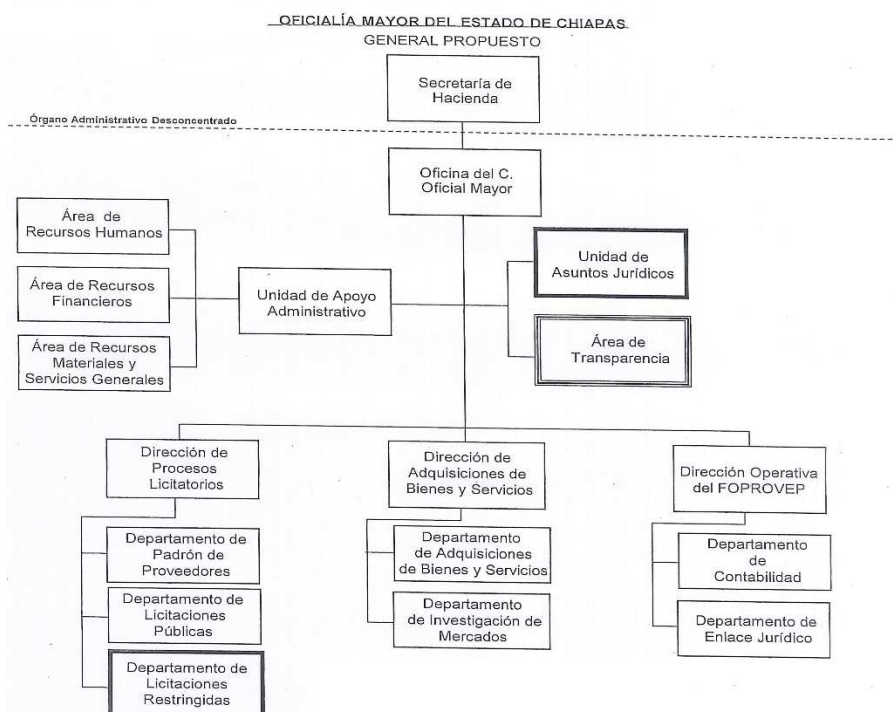 OFICIALÍA MAYOR DEL ESTADO DE CHIAPAS
GENERAL PROPUESTO
Secretaría de
Hacienda
Órgano Administrativo Desconcentrado
Oficina del C.
Oficial Mayor
Área de
Recursos Humanos
Área de Recursos
Financieros
Área de Recursos
Materiales y
Servicios Generales
Unidad de Apoyo
Administrativo
Unidad de
Asuntos Jurídicos
Área de
Transparencia
Dirección de
Procesos
Licitatorios
Departamento de
Padrón de
Proveedores
Departamento de
Licitaciones
Públicas
Departamento de
Licitaciones
Restringidas
Dirección de
Adquisiciones de
Bienes y Servicios
Departamento
de Adquisiciones
de Bienes y Servicios
Departamento
de Investigación de
Mercados
Dirección Operativa
del FOPROVEP
Departamento
de
Contabilidad
Departamento de
Enlace Jurídico